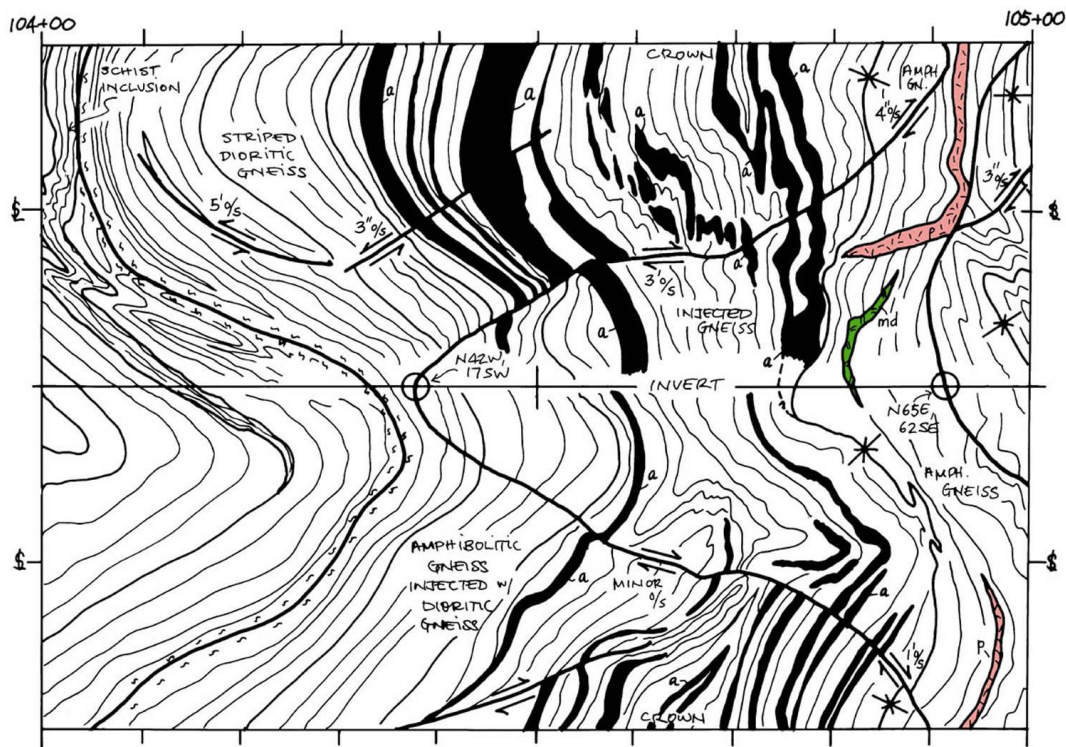 104+00
105+00
SCHIST
INCLUSION
CROWN
a
a
a
a
AMPH
GN.
4" O/S
STRIPED
DIORITIC
GNEISS
a
3" O/S
₵
5' O/S
3" O/S
P
₵
a
3' O/S
a
INJECTED
GNEISS
md
a
a
N42W,
17SW
INVERT
N65E,
62SE
a
AMPH.
GNEISS
AMPHIBOLITIC
GNEISS
INJECTED W/
DIORITIC
GNEISS
₵
a
MINOR
O/S
a
₵
1' O/S
P
a
CROWN